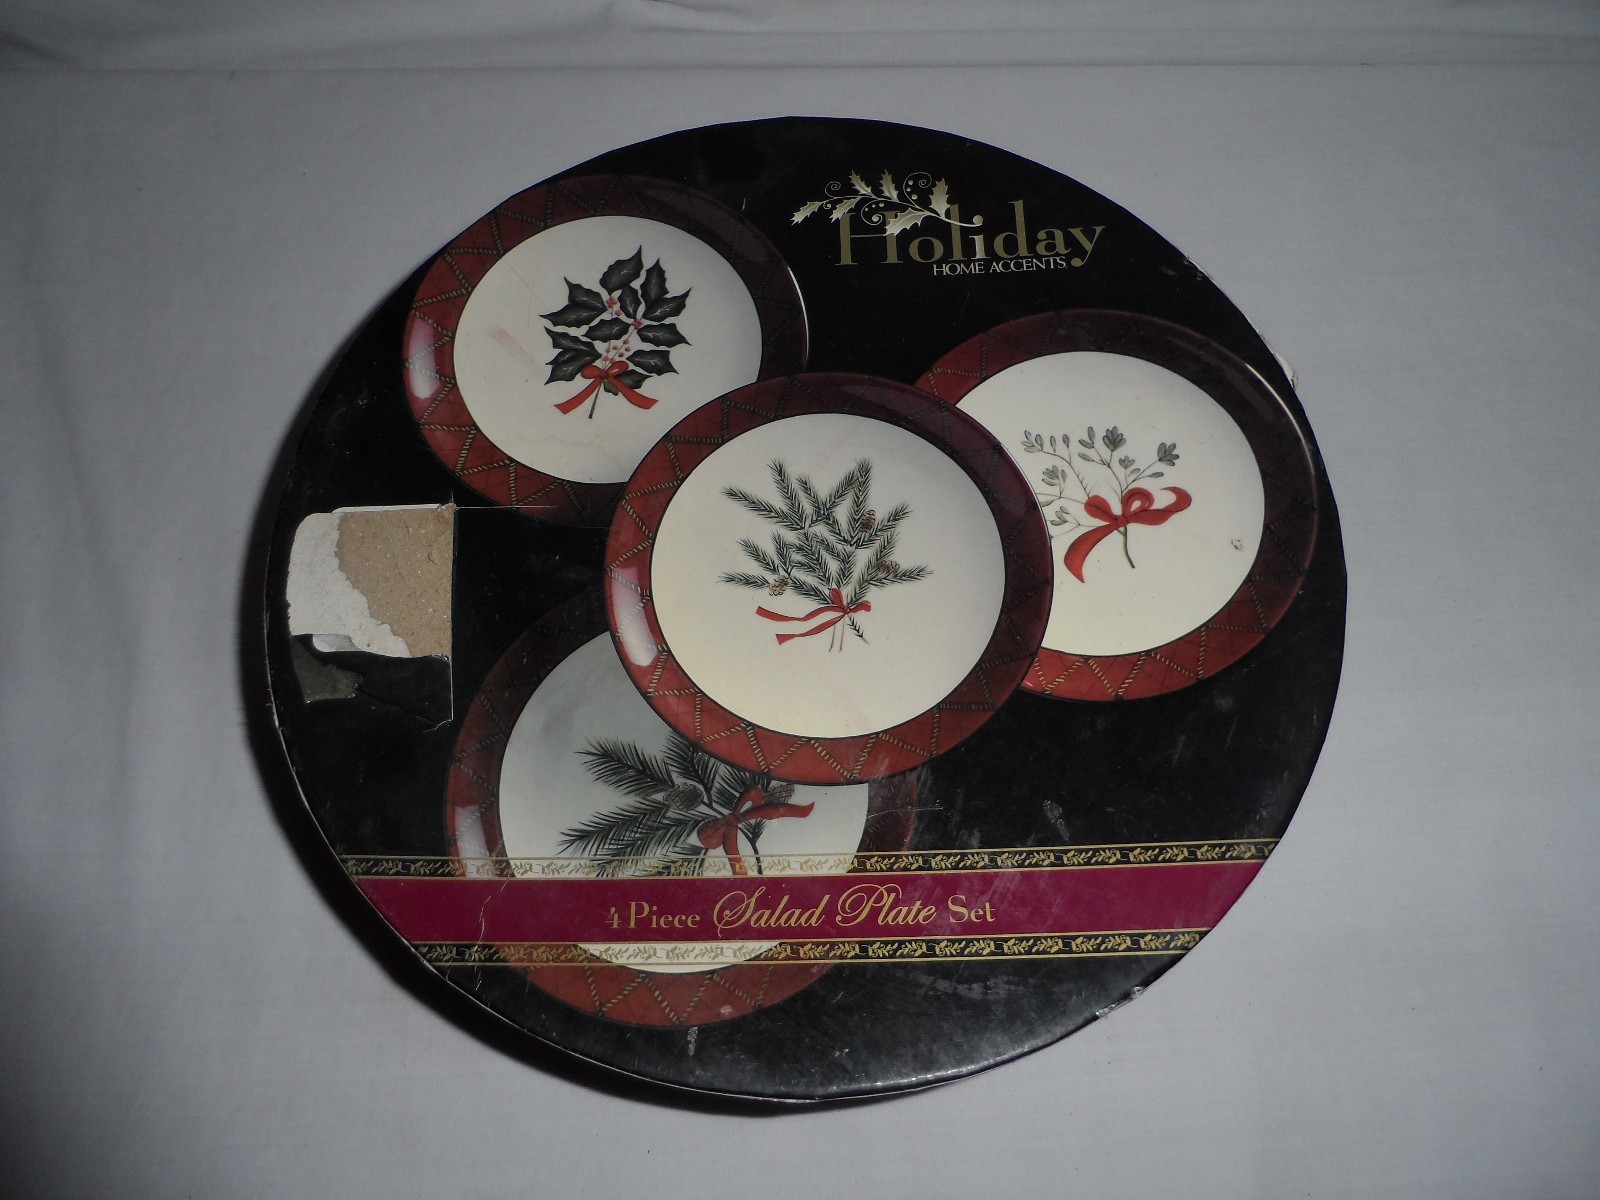 Holiday
HOME ACCENTS
4 Piece Salad Plate Set